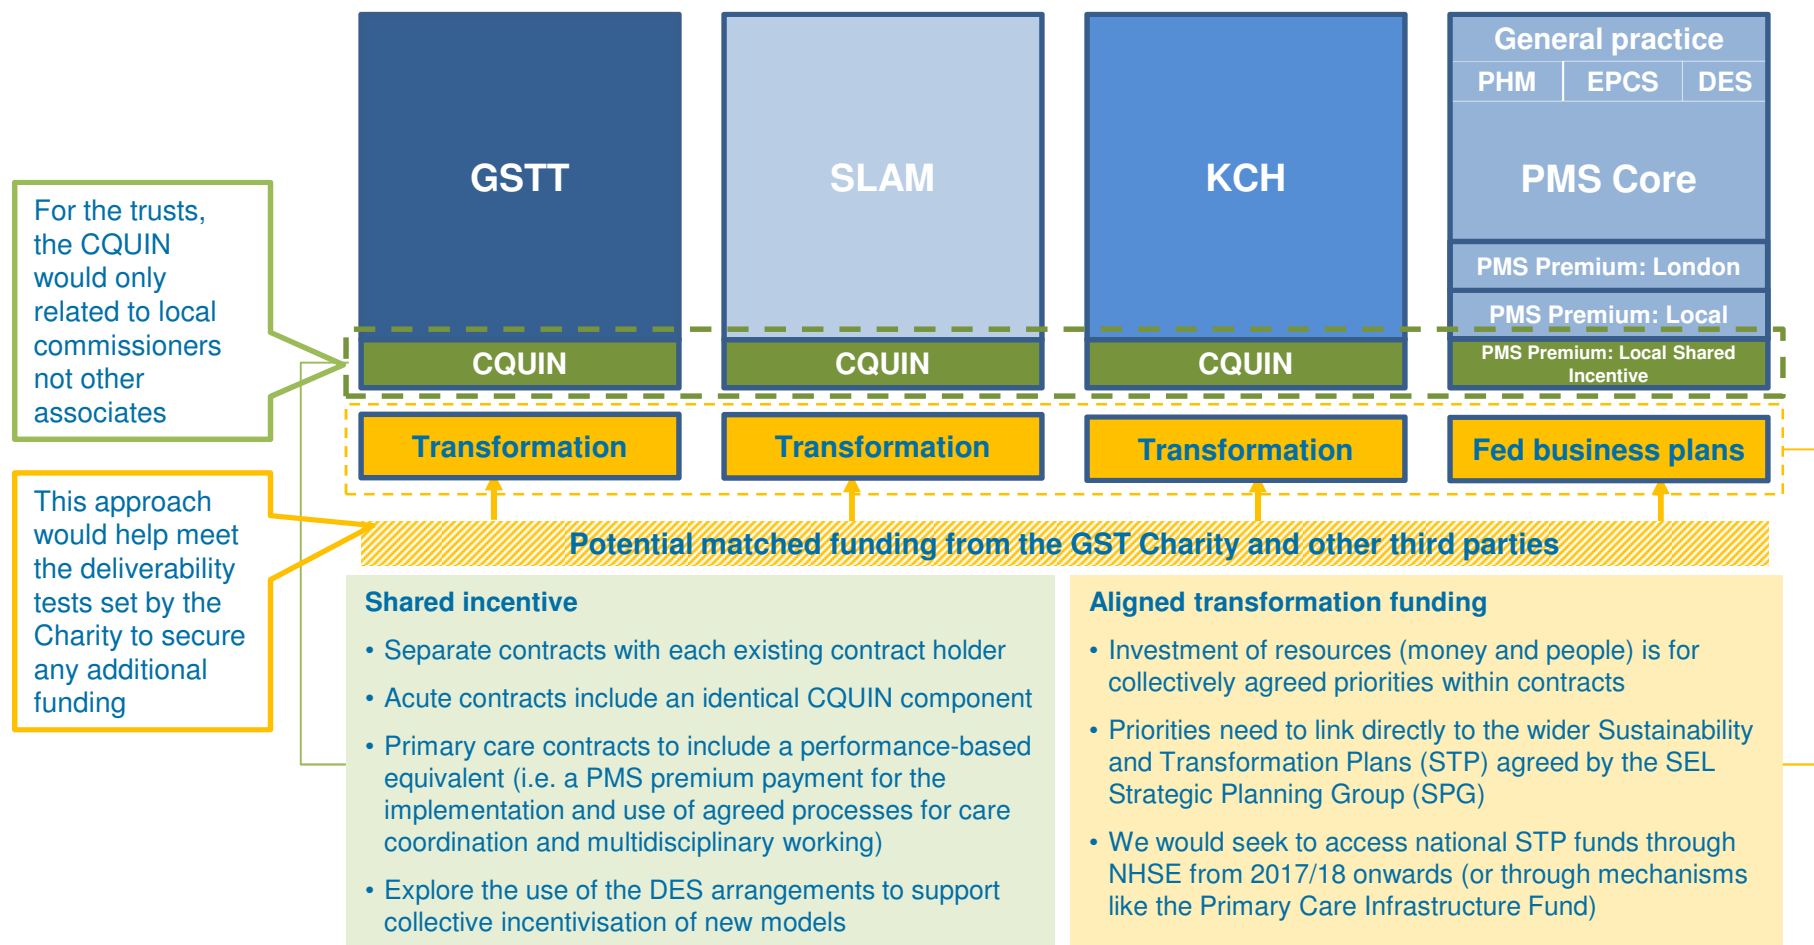 General practice
PHM EPCS DES
GSTT
SLAM
KCH
PMS Core
PMS Premium: London
PMS Premium: Local
CQUIN
CQUIN
CQUIN
PMS Premium: Local Shared
Incentive
For the trusts,
the CQUIN
would only
related to local
commissioners
not other
associates
Transformation
Transformation
Transformation
Fed business plans
This approach
would help meet
the deliverability
tests set by the
Charity to secure
any additional
funding
Potential matched funding from the GST Charity and other third parties
Shared incentive
• Separate contracts with each existing contract holder
• Acute contracts include an identical CQUIN component
• Primary care contracts to include a performance-based
equivalent (i.e. a PMS premium payment for the
implementation and use of agreed processes for care
coordination and multidisciplinary working)
• Explore the use of the DES arrangements to support
collective incentivisation of new models
Aligned transformation funding
• Investment of resources (money and people) is for
collectively agreed priorities within contracts
• Priorities need to link directly to the wider Sustainability
and Transformation Plans (STP) agreed by the SEL
Strategic Planning Group (SPG)
• We would seek to access national STP funds through
NHSE from 2017/18 onwards (or through mechanisms
like the Primary Care Infrastructure Fund)